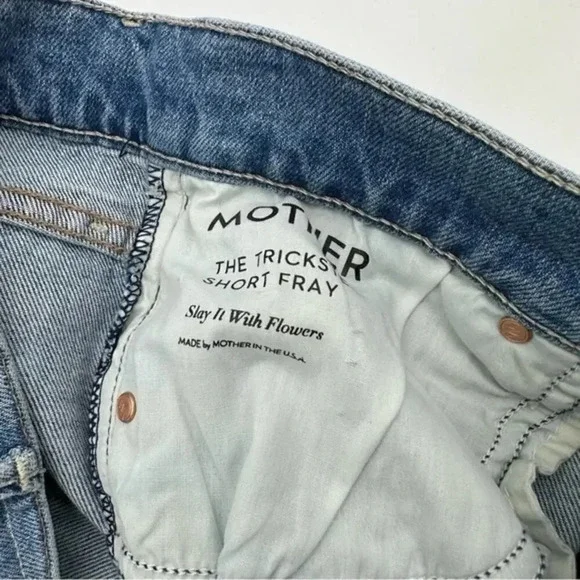 MOTHER
THE TRICKS
SHORT FRAY
Slay It With Flowers
MADE by MOTHER IN THE U.S.A.